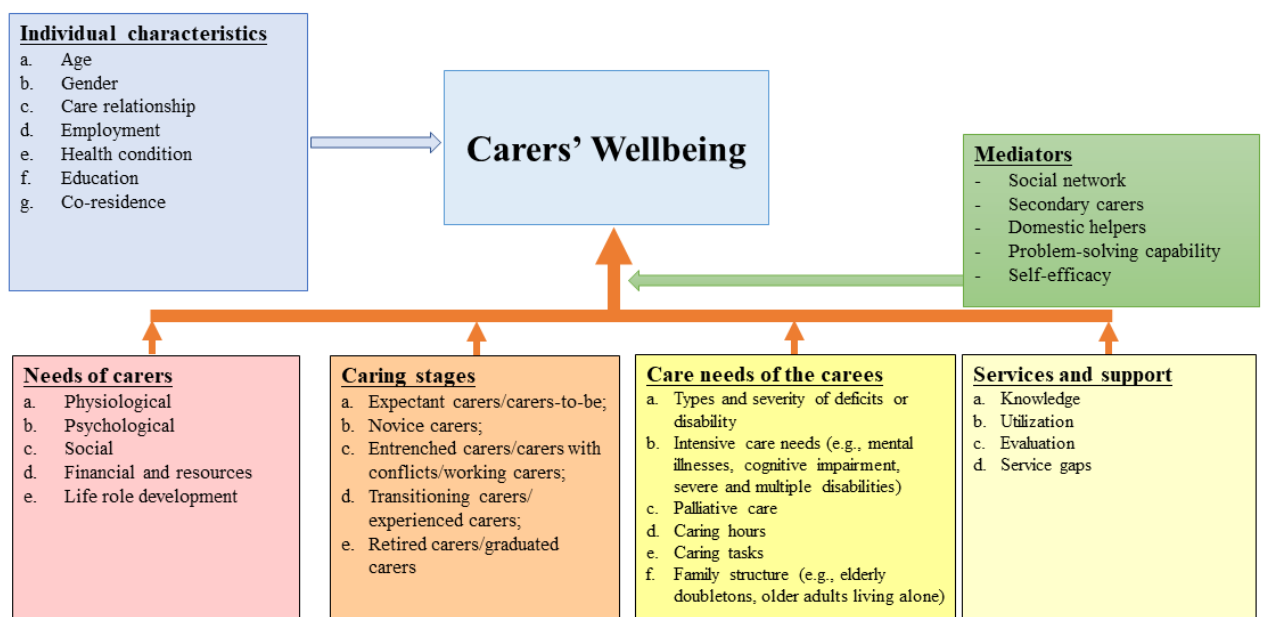 Individual characteristics
a. Age
b. Gender
c. Care relationship
d. Employment
e. Health condition
f. Education
g. Co-residence
Carers' Wellbeing
Mediators
- Social network
- Secondary carers
- Domestic helpers
- Problem-solving capability
- Self-efficacy
Needs of carers
a. Physiological
b. Psychological
c. Social
d. Financial and resources
e. Life role development
Caring stages
a. Expectant carers/carers-to-be;
b. Novice carers;
c. Entrenched carers/carers with
conflicts/working carers;
d. Transitioning carers/
experienced carers;
e. Retired carers/graduated
carers
Care needs of the carees
a. Types and severity of deficits or
disability
b. Intensive care needs (e.g., mental
illnesses, cognitive impairment,
severe and multiple disabilities)
c. Palliative care
d. Caring hours
e. Caring tasks
f. Family structure (e.g., elderly
doubletons, older adults living alone)
Services and support
a. Knowledge
b. Utilization
c. Evaluation
d. Service gaps